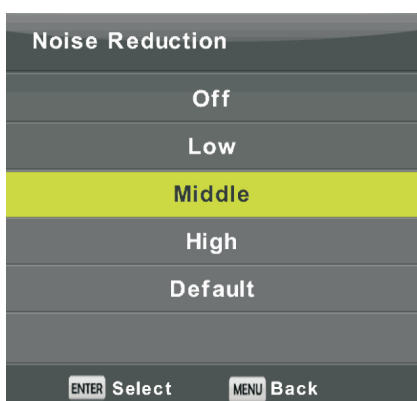 Noise Reduction
Off
Low
Middle
High
Default
ENTER Select MENU Back